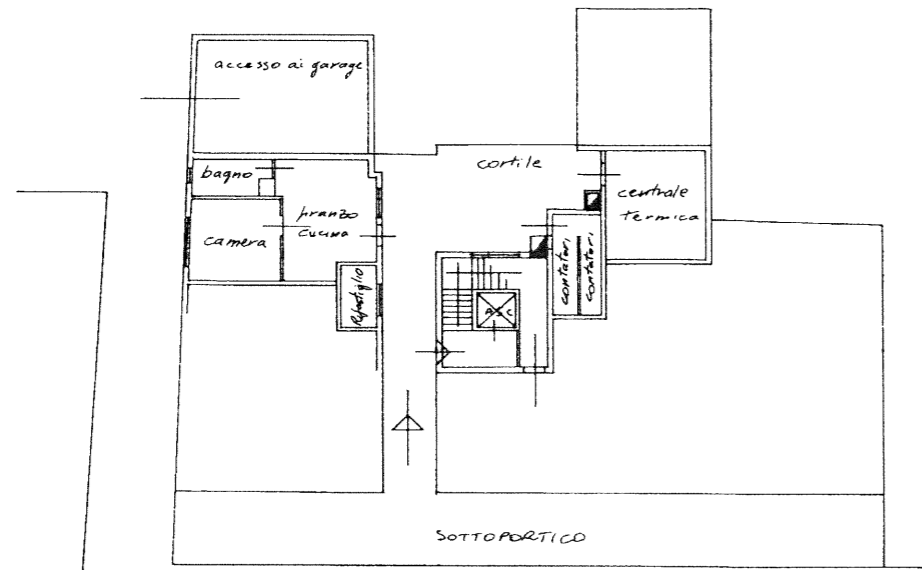 accesso ai garage
cortile
bagno
centrale
termica
pranzo
cucina
camera
contatori
contatori
Ripostiglio
ASC
SOTTOPORTICO